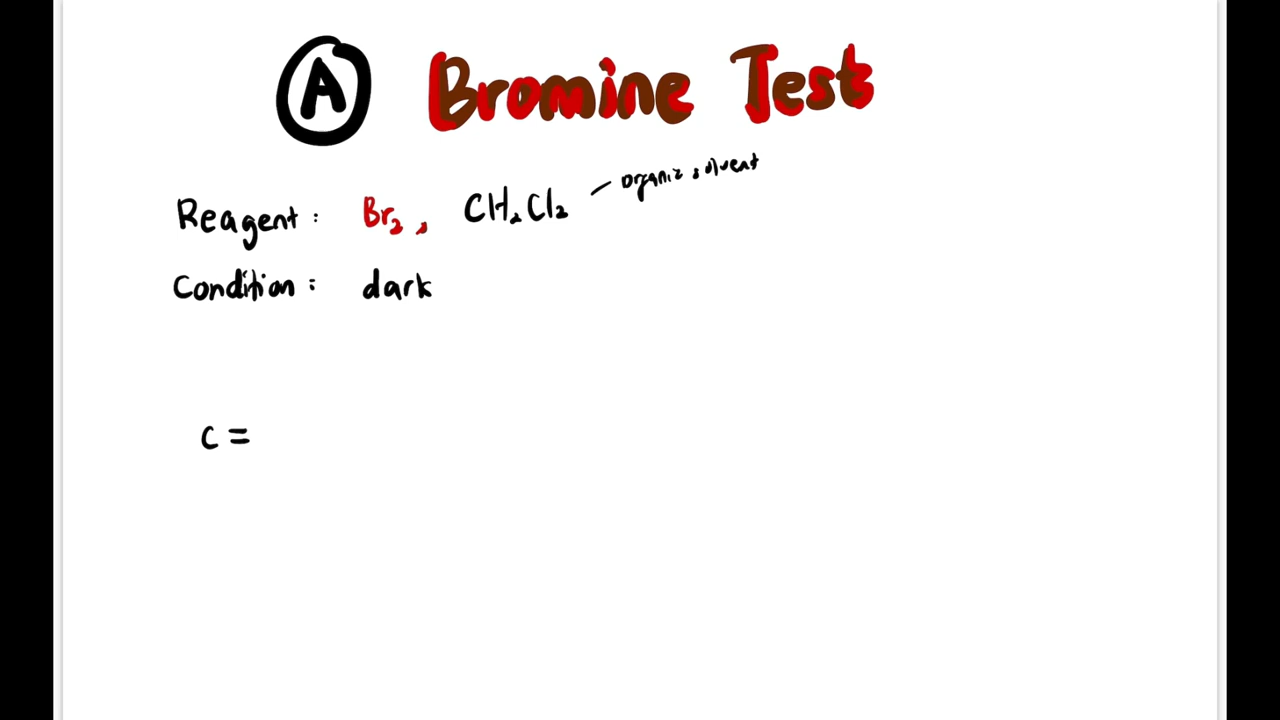 A Bromine Test
Reagent : Br₂, CH₂Cl₂ – organic solvent
Condition : dark
C =